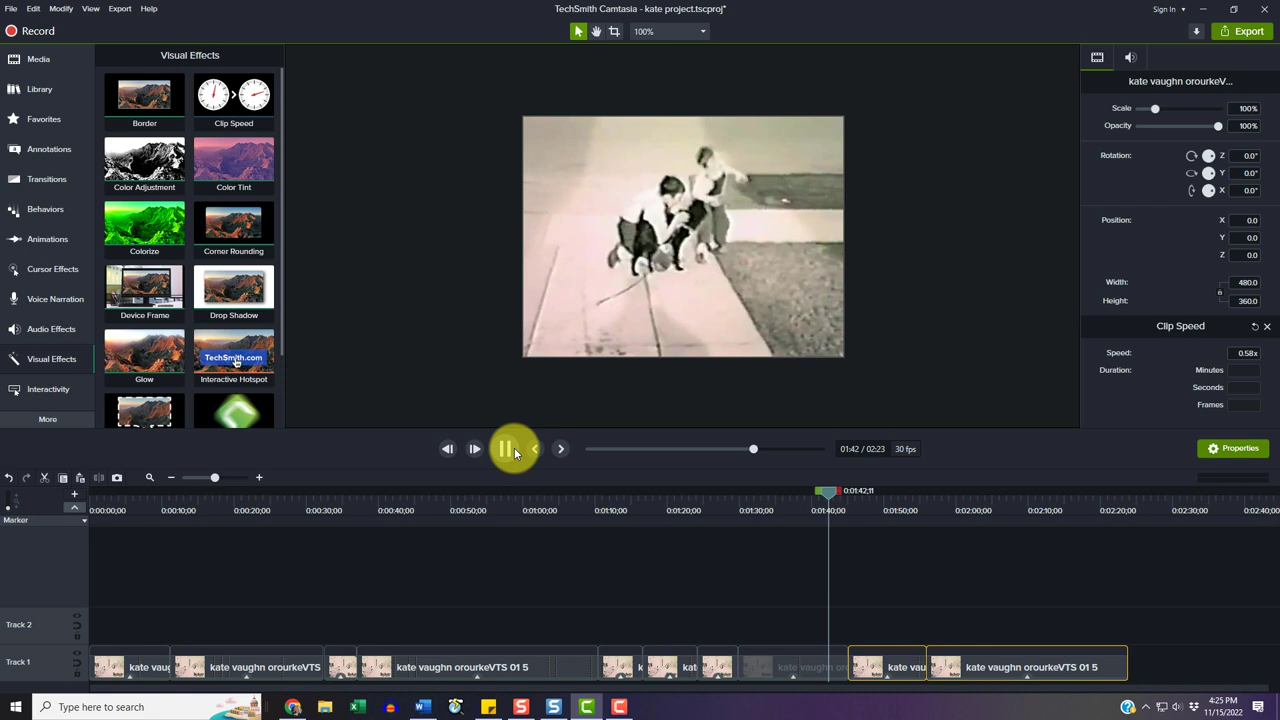 File Edit Modify View Export Help
TechSmith Camtasia - kate project.tscproj*
Sign In
Record
100%
Export
Media
Library
Favorites
Annotations
Transitions
Behaviors
Animations
Cursor Effects
Voice Narration
Audio Effects
Visual Effects
Interactivity
More
Visual Effects
Border
Clip Speed
Color Adjustment
Color Tint
Colorize
Corner Rounding
Device Frame
Drop Shadow
TechSmith.com
Glow
Interactive Hotspot
kate vaughn orourkeV...
Scale 100%
Opacity 100%
Rotation: Z 0.0°
Y 0.0°
X 0.0°
Position: X 0.0
Y 0.0
Z 0.0
Width: 480.0
Height: 360.0
Clip Speed
Speed: 0.58x
Duration: Minutes
Seconds
Frames
01:42 / 02:23 30 fps
Properties
0:01:42;11
0:00:00;00 0:00:10;00 0:00:20;00 0:00:30;00 0:00:40;00 0:00:50;00 0:01:00;00 0:01:10;00 0:01:20;00 0:01:30;00 0:01:40;00 0:01:50;00 0:02:00;00 0:02:10;00 0:02:20;00 0:02:30;00 0:02:40;00
Marker
Track 2
Track 1
kate vaug kate vaughn orourkeVTS kate vaughn orourkeVTS 01 5 k kat kate vaughn oro kate vau kate vaughn orourkeVTS 01 5
Type here to search
4:25 PM
11/15/2022